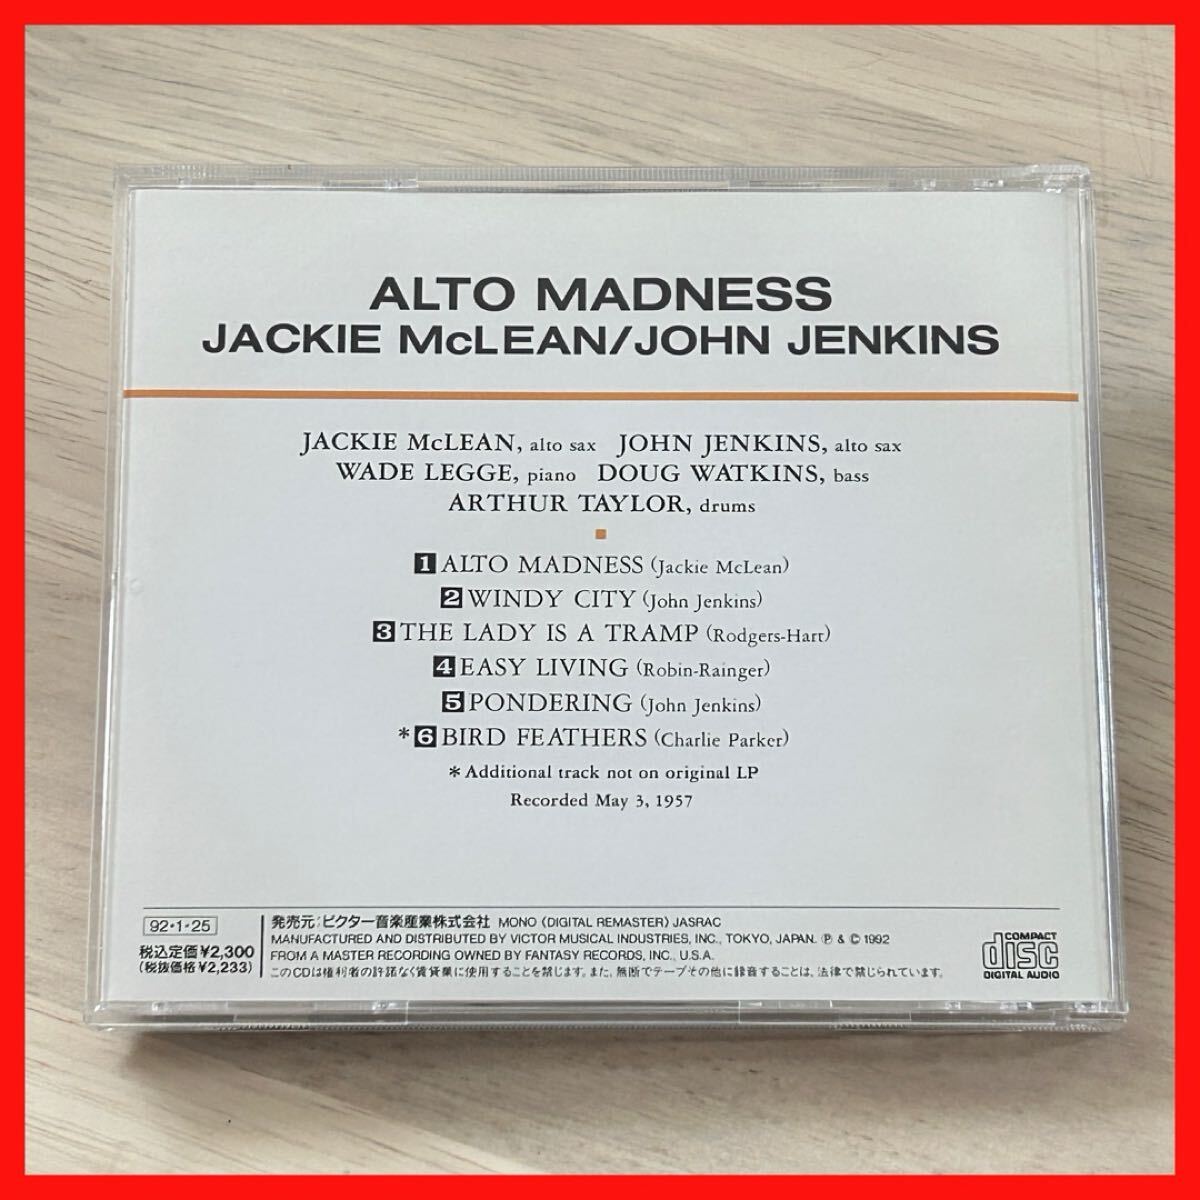 ALTO MADNESS
JACKIE McLEAN/JOHN JENKINS
JACKIE McLEAN, alto sax JOHN JENKINS, alto sax
WADE LEGGE, piano DOUG WATKINS, bass
ARTHUR TAYLOR, drums
1 ALTO MADNESS (Jackie McLean)
2 WINDY CITY (John Jenkins)
3 THE LADY IS A TRAMP (Rodgers-Hart)
4 EASY LIVING (Robin-Rainger)
5 PONDERING (John Jenkins)
*6 BIRD FEATHERS (Charlie Parker)
* Additional track not on original LP
Recorded May 3, 1957
92・1・25
税込定価¥2,300
(税抜価格¥2,233)
発売元:ビクター音楽産業株式会社 MONO (DIGITAL REMASTER) JASRAC
MANUFACTURED AND DISTRIBUTED BY VICTOR MUSICAL INDUSTRIES, INC., TOKYO, JAPAN. ℗ & © 1992
FROM A MASTER RECORDING OWNED BY FANTASY RECORDS, INC., U.S.A.
このCDは権利者の許諾なく賃貸業に使用することを禁じます。また、無断でテープその他に録音することは、法律で禁じられています。
COMPACT
disc
DIGITAL AUDIO